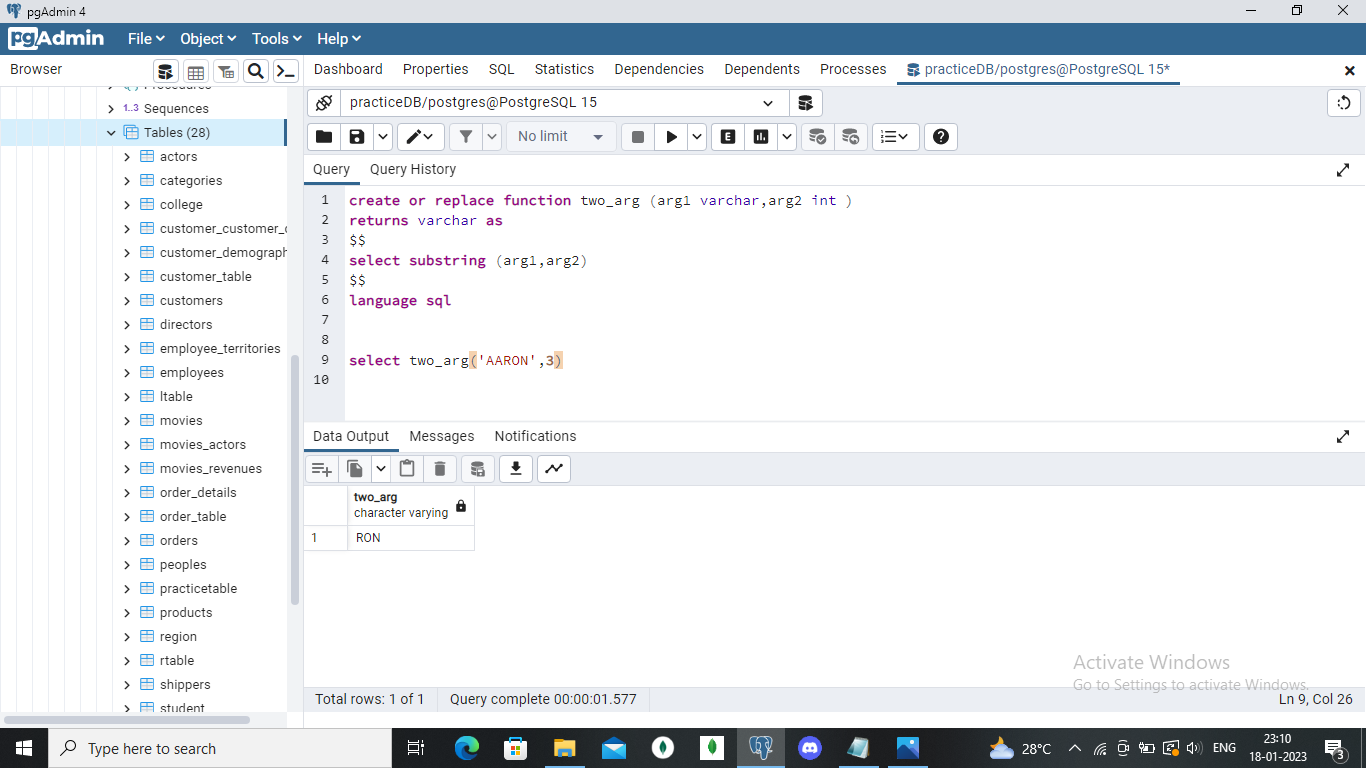 pgAdmin 4
pgAdmin File Object Tools Help
Browser
Dashboard Properties SQL Statistics Dependencies Dependents Processes practiceDB/postgres@PostgreSQL 15*
practiceDB/postgres@PostgreSQL 15
No limit E
Query Query History
Procedures
1..3 Sequences
Tables (28)
actors
categories
college
customer_customer_
customer_demograph
customer_table
customers
directors
employee_territories
employees
ltable
movies
movies_actors
movies_revenues
order_details
order_table
orders
peoples
practicetable
products
region
rtable
shippers
student
1 create or replace function two_arg (arg1 varchar,arg2 int )
2 returns varchar as
3 $$
4 select substring (arg1,arg2)
5 $$
6 language sql
7
8
9 select two_arg('AARON',3)
10
Data Output Messages Notifications
two_arg
character varying
1 RON
Activate Windows
Go to Settings to activate Windows.
Total rows: 1 of 1 Query complete 00:00:01.577 Ln 9, Col 26
Type here to search
28°C ENG
23:10
18-01-2023
3